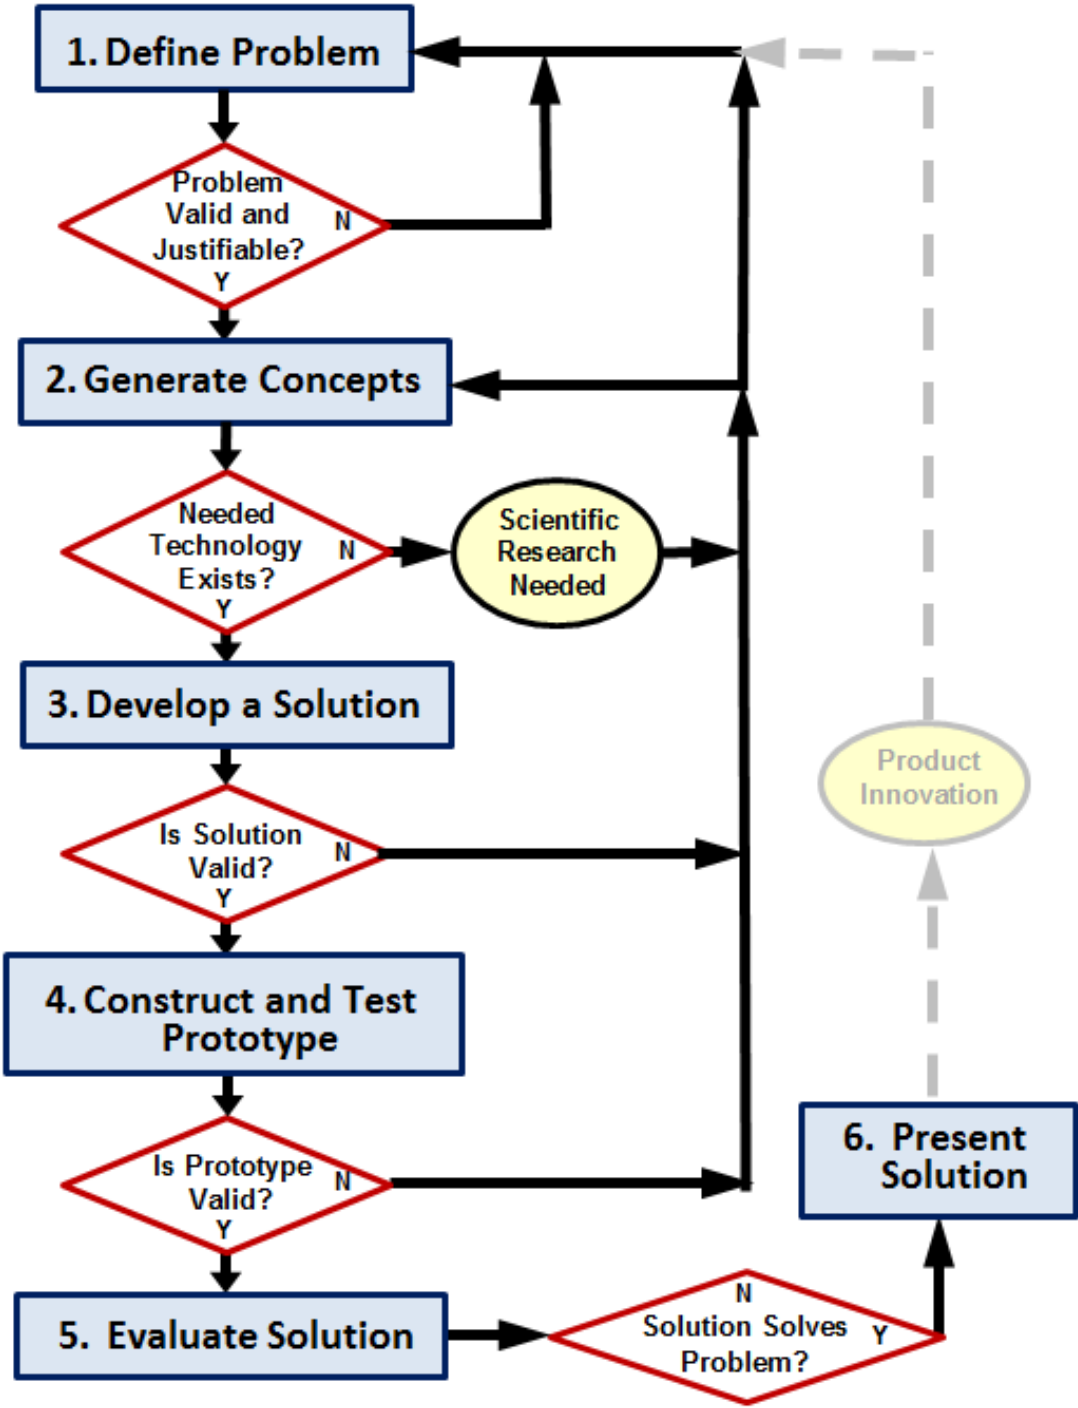 1. Define Problem
Problem
Valid and
Justifiable?
N
Y
2. Generate Concepts
Needed
Technology
Exists?
N
Y
Scientific
Research
Needed
3. Develop a Solution
Is Solution
Valid?
N
Y
Product
Innovation
4. Construct and Test
Prototype
Is Prototype
Valid?
N
Y
5. Evaluate Solution
N
Solution Solves
Problem?
Y
6. Present
Solution